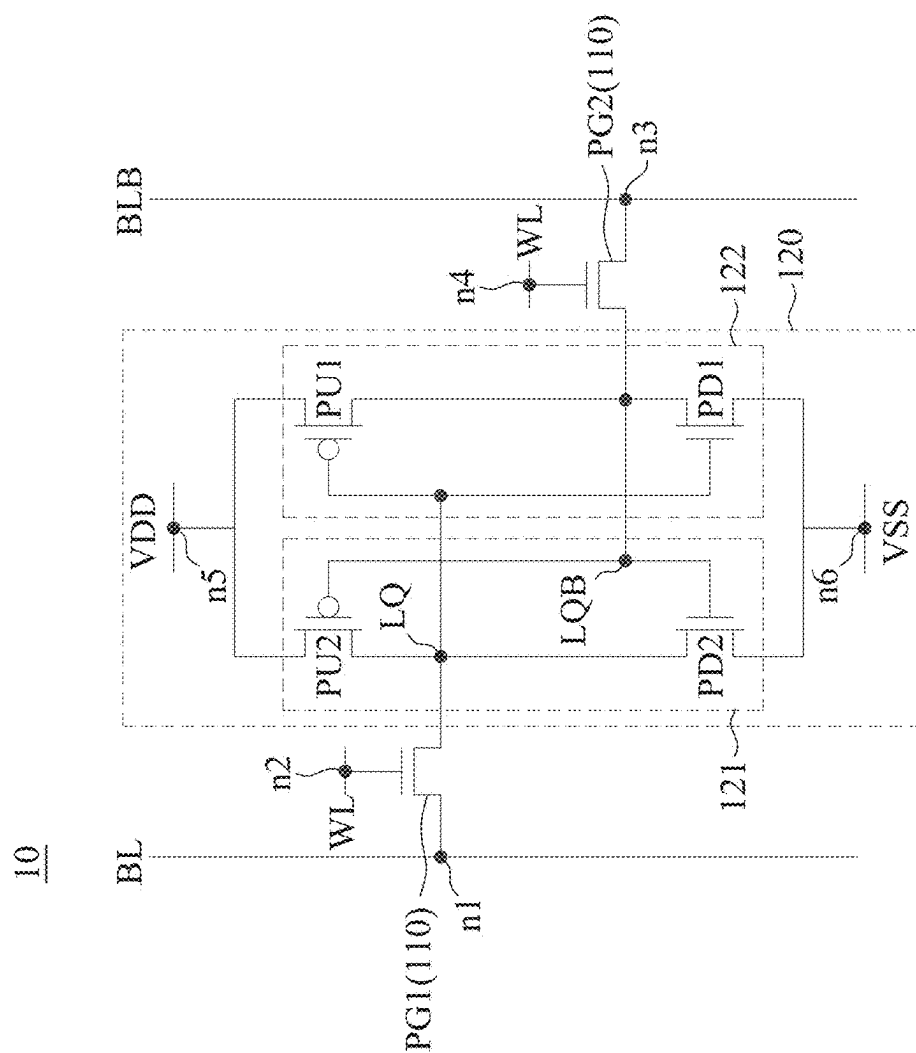 10
BL
BLB
VDD
n5
n2
WL
n4
WL
PU2
PU1
LQ
PG1(110)
n1
PG2(110)
n3
LQB
PD2
PD1
121
122
120
n6
VSS